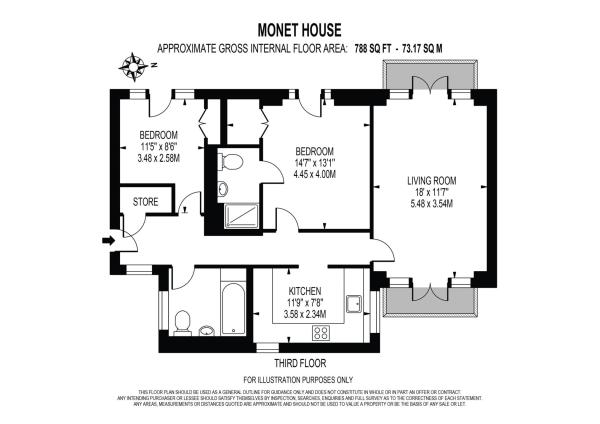 MONET HOUSE
APPROXIMATE GROSS INTERNAL FLOOR AREA: 788 SQ FT - 73.17 SQ M
N
BEDROOM
11'5" x 8'6"
3.48 x 2.58M
BEDROOM
14'7" x 13'1"
4.45 x 4.00M
LIVING ROOM
18' x 11'7"
5.48 x 3.54M
STORE
KITCHEN
11'9" x 7'8"
3.58 x 2.34M
THIRD FLOOR
FOR ILLUSTRATION PURPOSES ONLY
THIS FLOOR PLAN SHOULD BE USED AS A GENERAL OUTLINE FOR GUIDANCE ONLY AND DOES NOT CONSTITUTE IN WHOLE OR IN PART AN OFFER OR CONTRACT.
ANY INTENDING PURCHASER OR LESSEE SHOULD SATISFY THEMSELVES BY INSPECTION, SEARCHES, ENQUIRIES AND FULL SURVEY AS TO THE CORRECTNESS OF EACH STATEMENT.
ANY AREAS, MEASUREMENTS OR DISTANCES QUOTED ARE APPROXIMATE AND SHOULD NOT BE USED TO VALUE A PROPERTY OR BE THE BASIS OF ANY SALE OR LET.